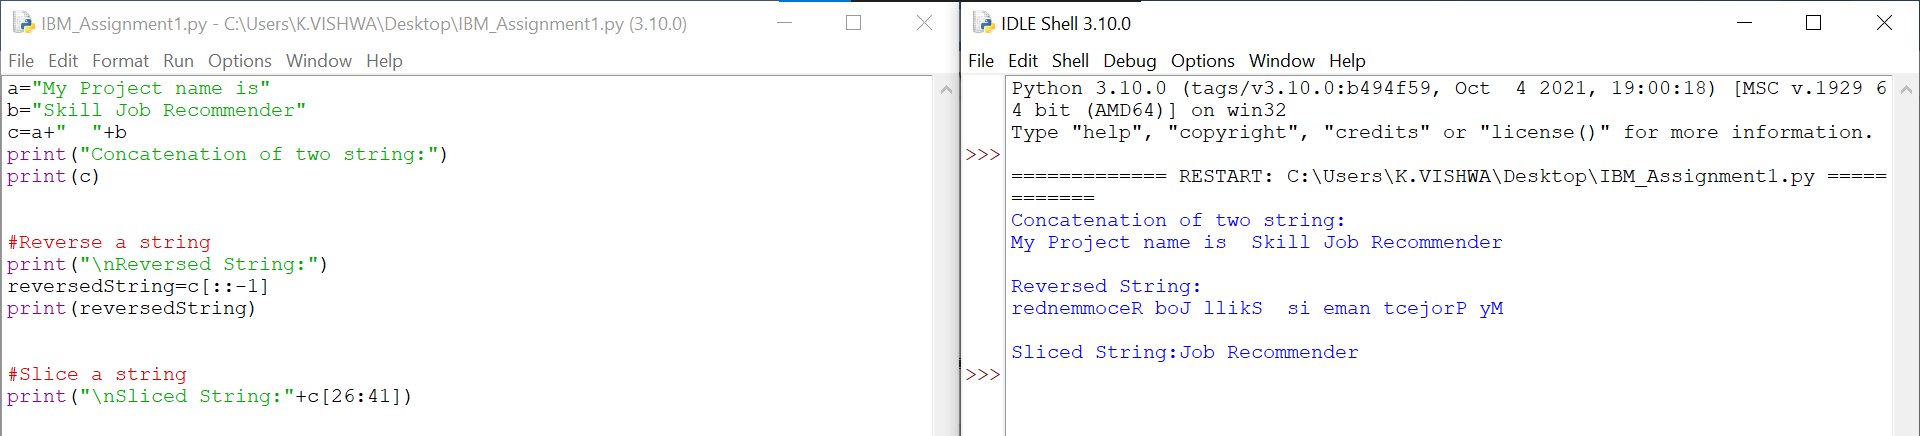 IBM_Assignment1.py - C:\Users\K.VISHWA\Desktop\IBM_Assignment1.py (3.10.0)
File Edit Format Run Options Window Help
a="My Project name is"
b="Skill Job Recommender"
c=a+"  "+b
print("Concatenation of two string:")
print(c)
#Reverse a string
print("\nReversed String:")
reversedString=c[::-1]
print(reversedString)
#Slice a string
print("\nSliced String:"+c[26:41])
IDLE Shell 3.10.0
File Edit Shell Debug Options Window Help
Python 3.10.0 (tags/v3.10.0:b494f59, Oct  4 2021, 19:00:18) [MSC v.1929 6
4 bit (AMD64)] on win32
Type "help", "copyright", "credits" or "license()" for more information.
>>>
============= RESTART: C:\Users\K.VISHWA\Desktop\IBM_Assignment1.py =====
=======
Concatenation of two string:
My Project name is  Skill Job Recommender
Reversed String:
rednemmoceR boJ llikS  si eman tcejorP yM
Sliced String:Job Recommender
>>>